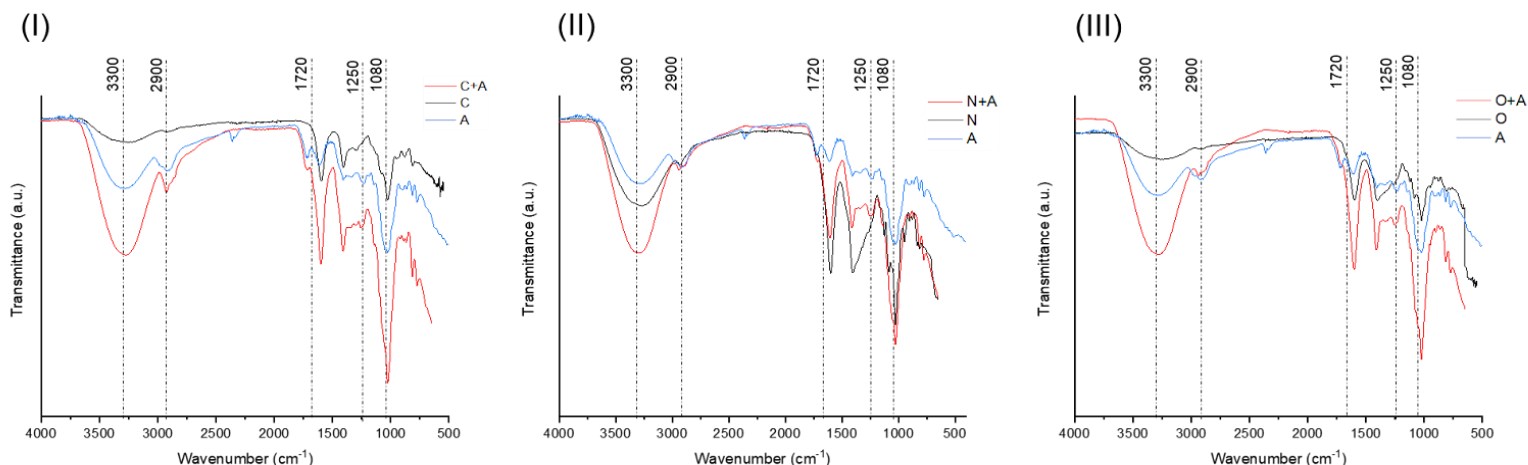 (I)
3300
2900
1720
1250
1080
C+A
C
A
Transmittance (a.u.)
4000
3500
3000
2500
2000
1500
1000
500
Wavenumber (cm⁻¹)
(II)
3300
2900
1720
1250
1080
N+A
N
A
Transmittance (a.u.)
4000
3500
3000
2500
2000
1500
1000
500
Wavenumber (cm⁻¹)
(III)
3300
2900
1720
1250
1080
O+A
O
A
Transmittance (a.u.)
4000
3500
3000
2500
2000
1500
1000
500
Wavenumber (cm⁻¹)